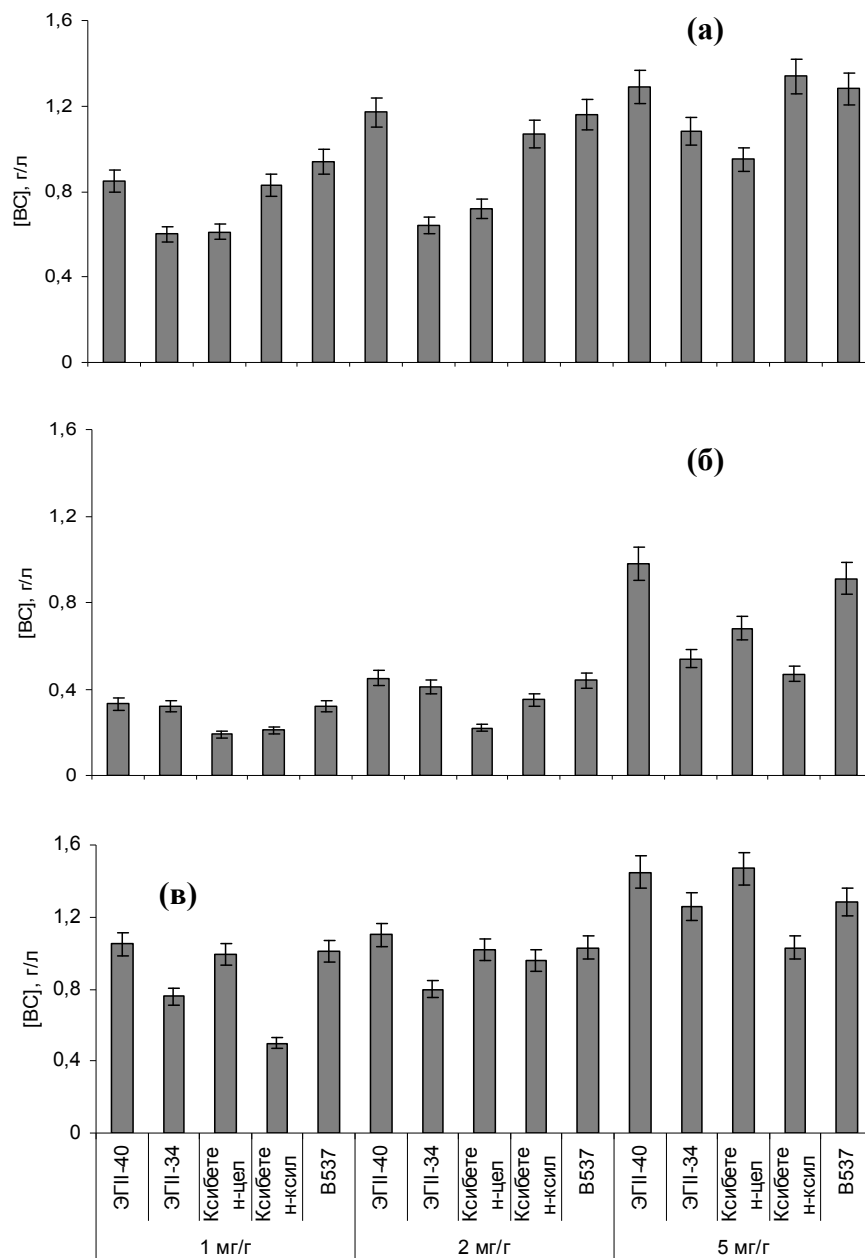 (а)
[ВС], г/л
1,6
1,2
0,8
0,4
0
(б)
[ВС], г/л
1,6
1,2
0,8
0,4
0
(в)
[ВС], г/л
1,6
1,2
0,8
0,4
0
ЭГII-40
ЭГII-34
Ксибете
н-цел
Ксибете
н-ксил
В537
ЭГII-40
ЭГII-34
Ксибете
н-цел
Ксибете
н-ксил
В537
ЭГII-40
ЭГII-34
Ксибете
н-цел
Ксибете
н-ксил
В537
1 мг/г
2 мг/г
5 мг/г